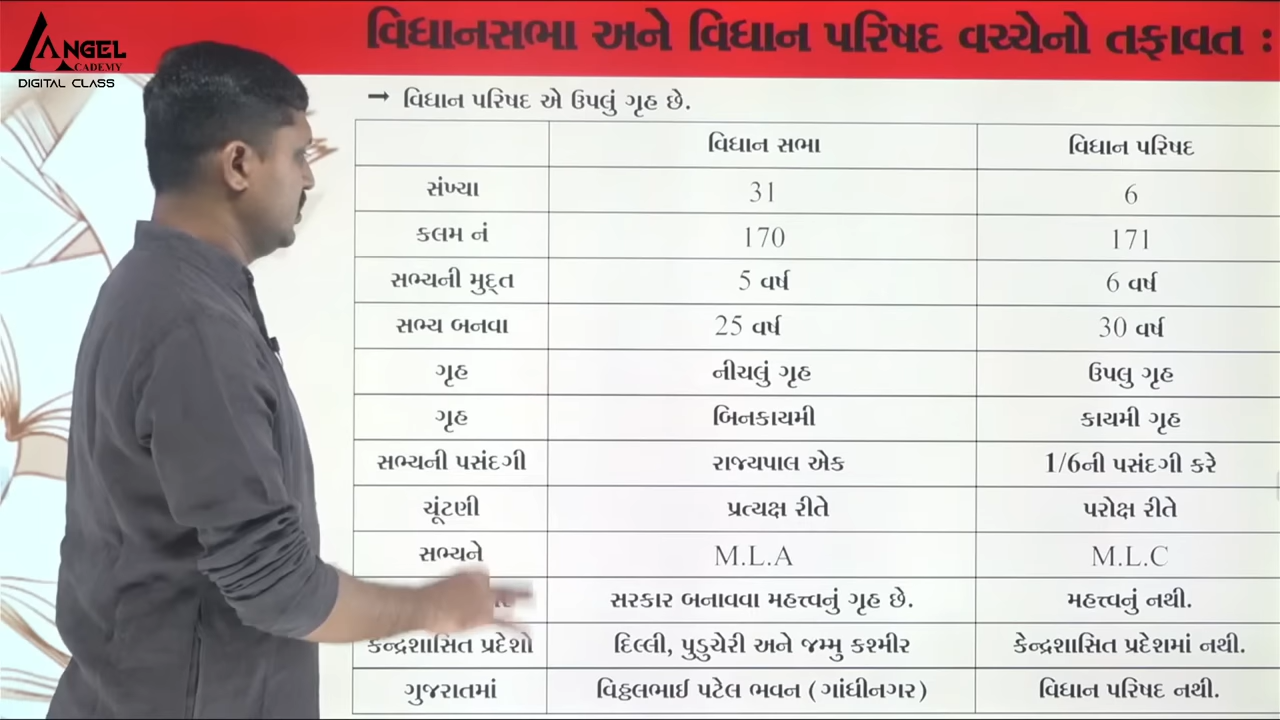 ANGEL
ACADEMY
DIGITAL CLASS
વિધાનસભા અને વિધાન પરિષદ વચ્ચેનો તફાવત :
➞ વિધાન પરિષદ એ ઉપલું ગૃહ છે.
વિધાન સભા વિધાન પરિષદ
સંખ્યા 31 6
કલમ નં 170 171
સભ્યની મુદ્દત 5 વર્ષ 6 વર્ષ
સભ્ય બનવા 25 વર્ષ 30 વર્ષ
ગૃહ નીચલું ગૃહ ઉપલુ ગૃહ
ગૃહ બિનકાયમી કાયમી ગૃહ
સભ્યની પસંદગી રાજ્યપાલ એક 1/6ની પસંદગી કરે
ચૂંટણી પ્રત્યક્ષ રીતે પરોક્ષ રીતે
સભ્યને M.L.A M.L.C
સરકાર બનાવવા મહત્ત્વનું ગૃહ છે. મહત્ત્વનું નથી.
કેન્દ્રશાસિત પ્રદેશો દિલ્લી, પુડુચેરી અને જમ્મુ કશ્મીર કેન્દ્રશાસિત પ્રદેશમાં નથી.
ગુજરાતમાં વિઠ્ઠલભાઈ પટેલ ભવન (ગાંધીનગર) વિધાન પરિષદ નથી.